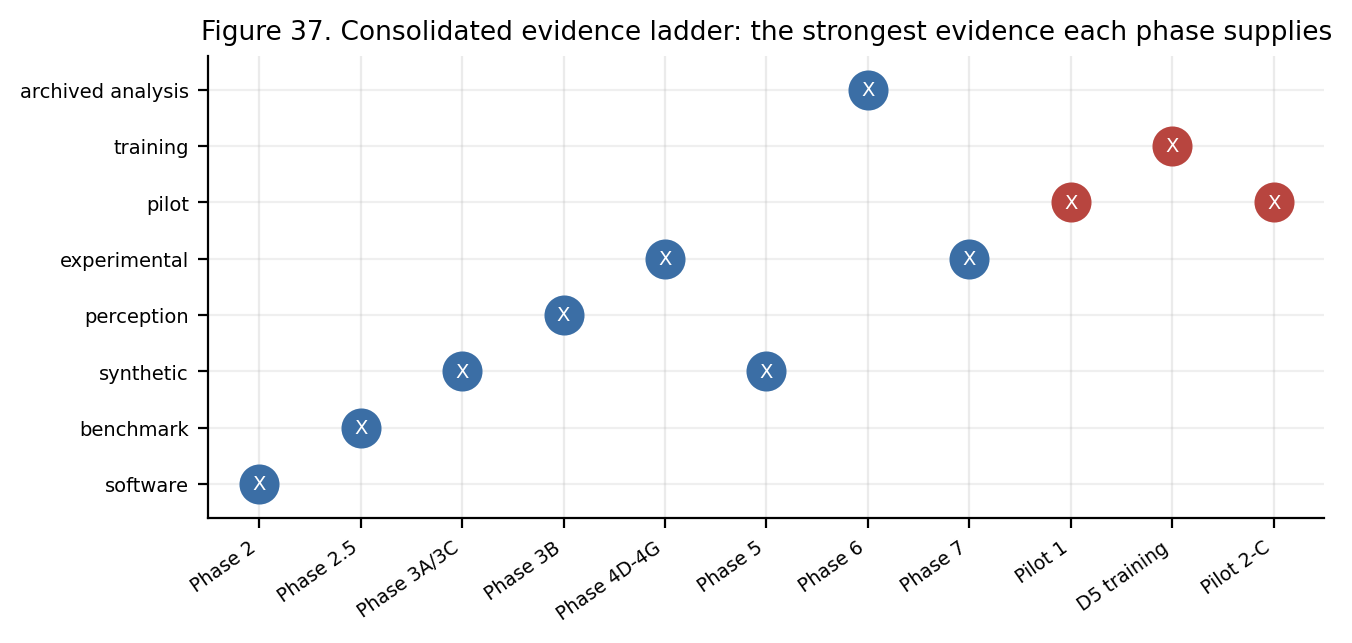 Figure 37. Consolidated evidence ladder: the strongest evidence each phase supplies
archived analysis
X
training
X
pilot
X
X
experimental
X
X
perception
X
synthetic
X
X
benchmark
X
software
X
Phase 2
Phase 2.5
Phase 3A/3C
Phase 3B
Phase 4D-4G
Phase 5
Phase 6
Phase 7
Pilot 1
D5 training
Pilot 2-C